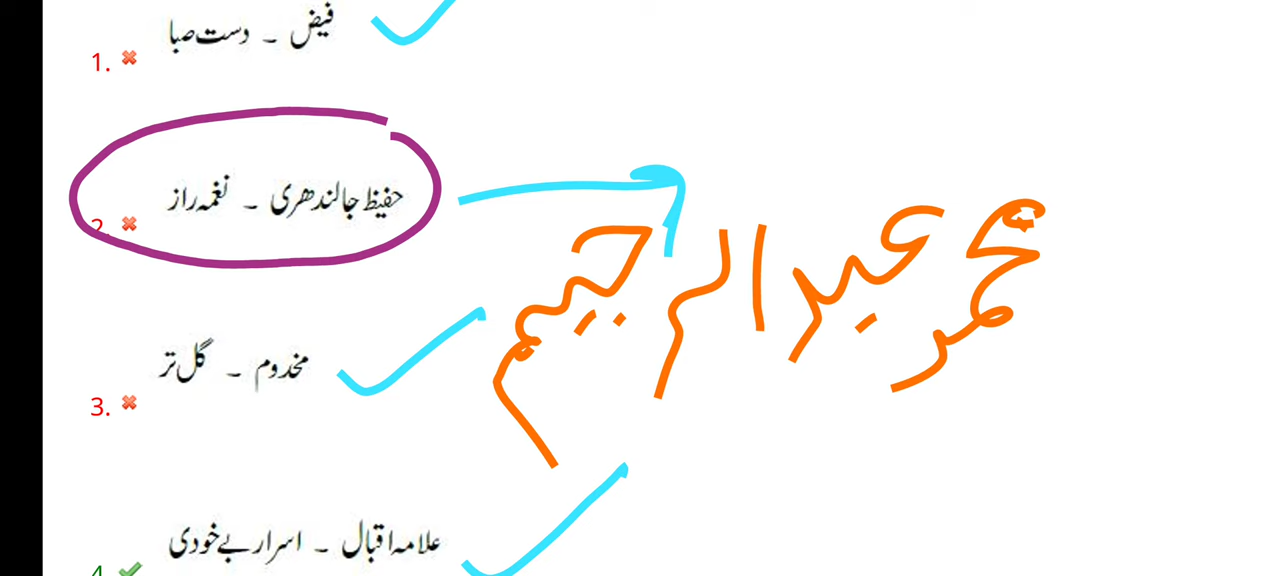 1. فیض ۔ دست صبا
2. حفیظ جالندھری ۔ نغمہ راز
محمد عبدالرحیم
3. مخدوم ۔ گل تر
4. علامہ اقبال ۔ اسرار بے خودی